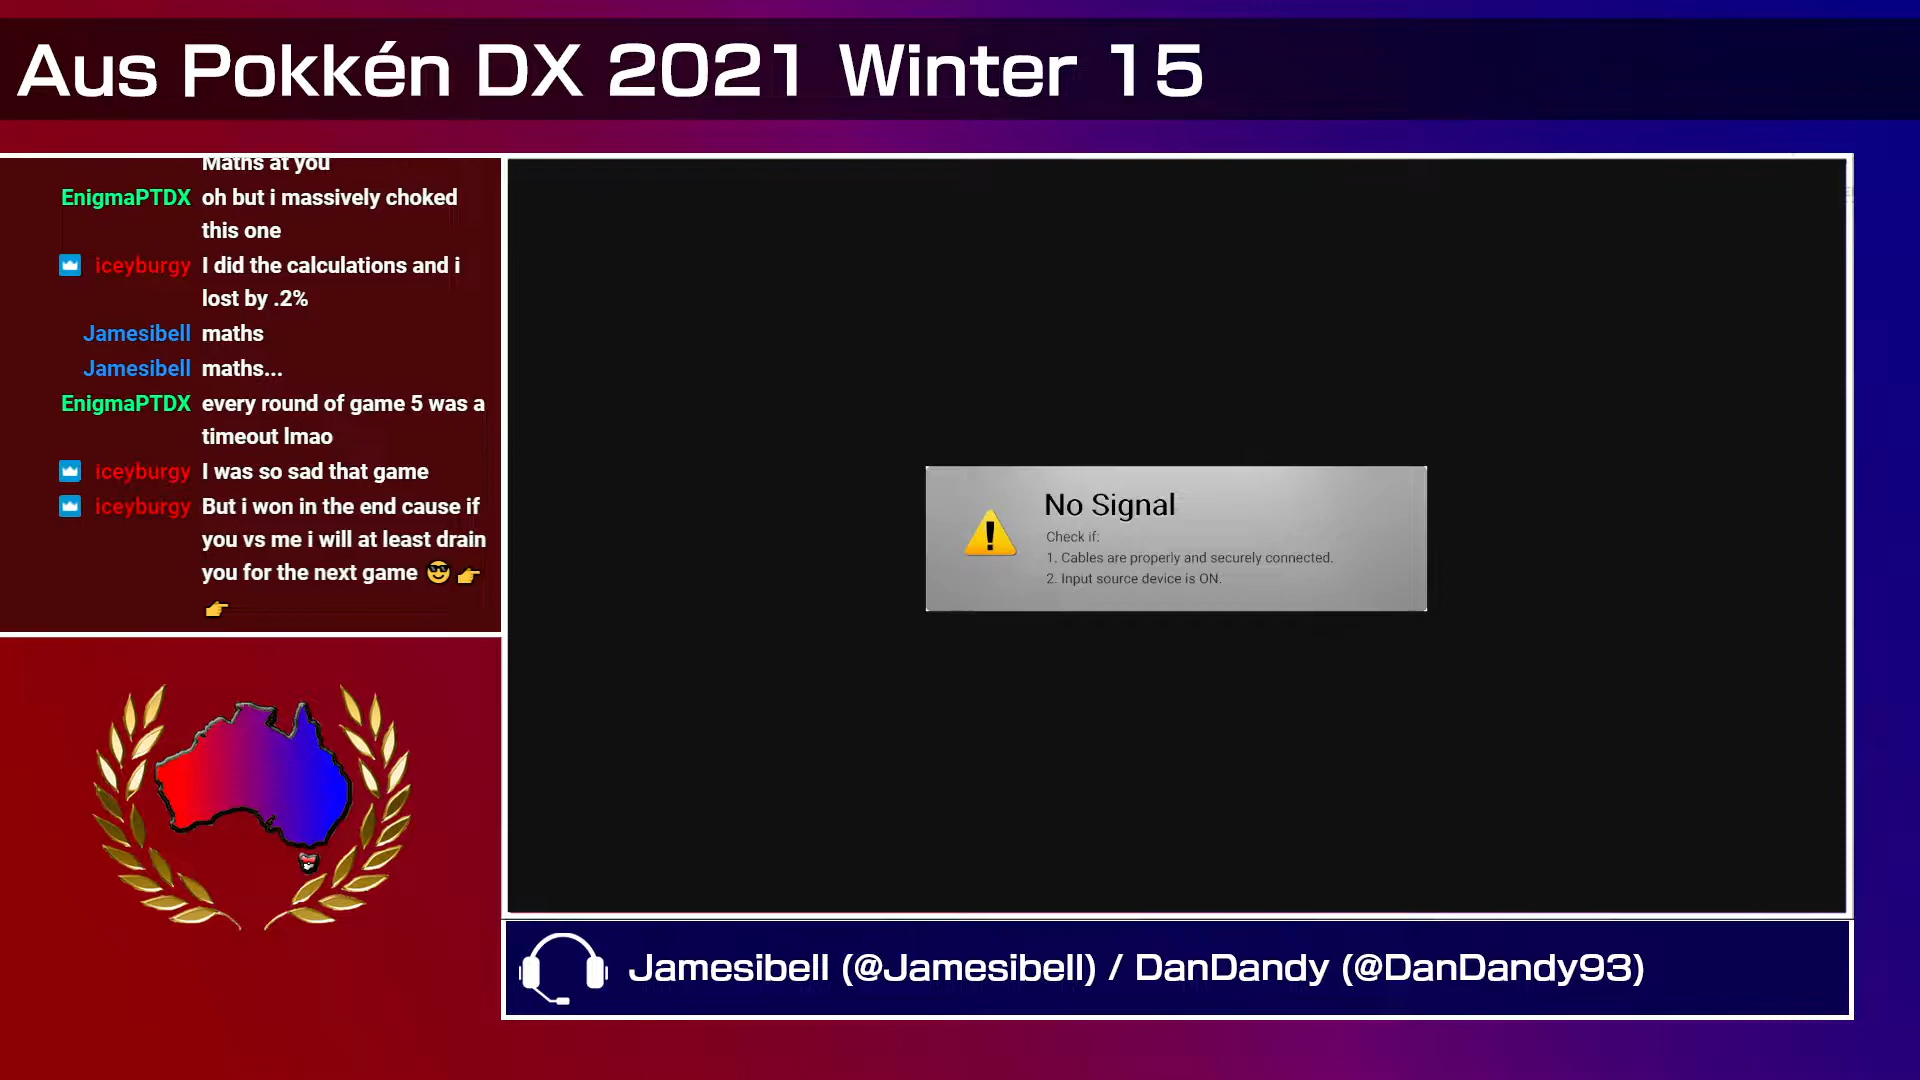 Aus Pokkén DX 2021 Winter 15
Maths at you
EnigmaPTDX oh but i massively choked
this one
iceyburgy I did the calculations and i
lost by .2%
Jamesibell maths
Jamesibell maths...
EnigmaPTDX every round of game 5 was a
timeout lmao
iceyburgy I was so sad that game
iceyburgy But i won in the end cause if
you vs me i will at least drain
you for the next game 😎 👉
👉
No Signal
Check if:
1. Cables are properly and securely connected.
2. Input source device is ON.
Jamesibell (@Jamesibell) / DanDandy (@DanDandy93)